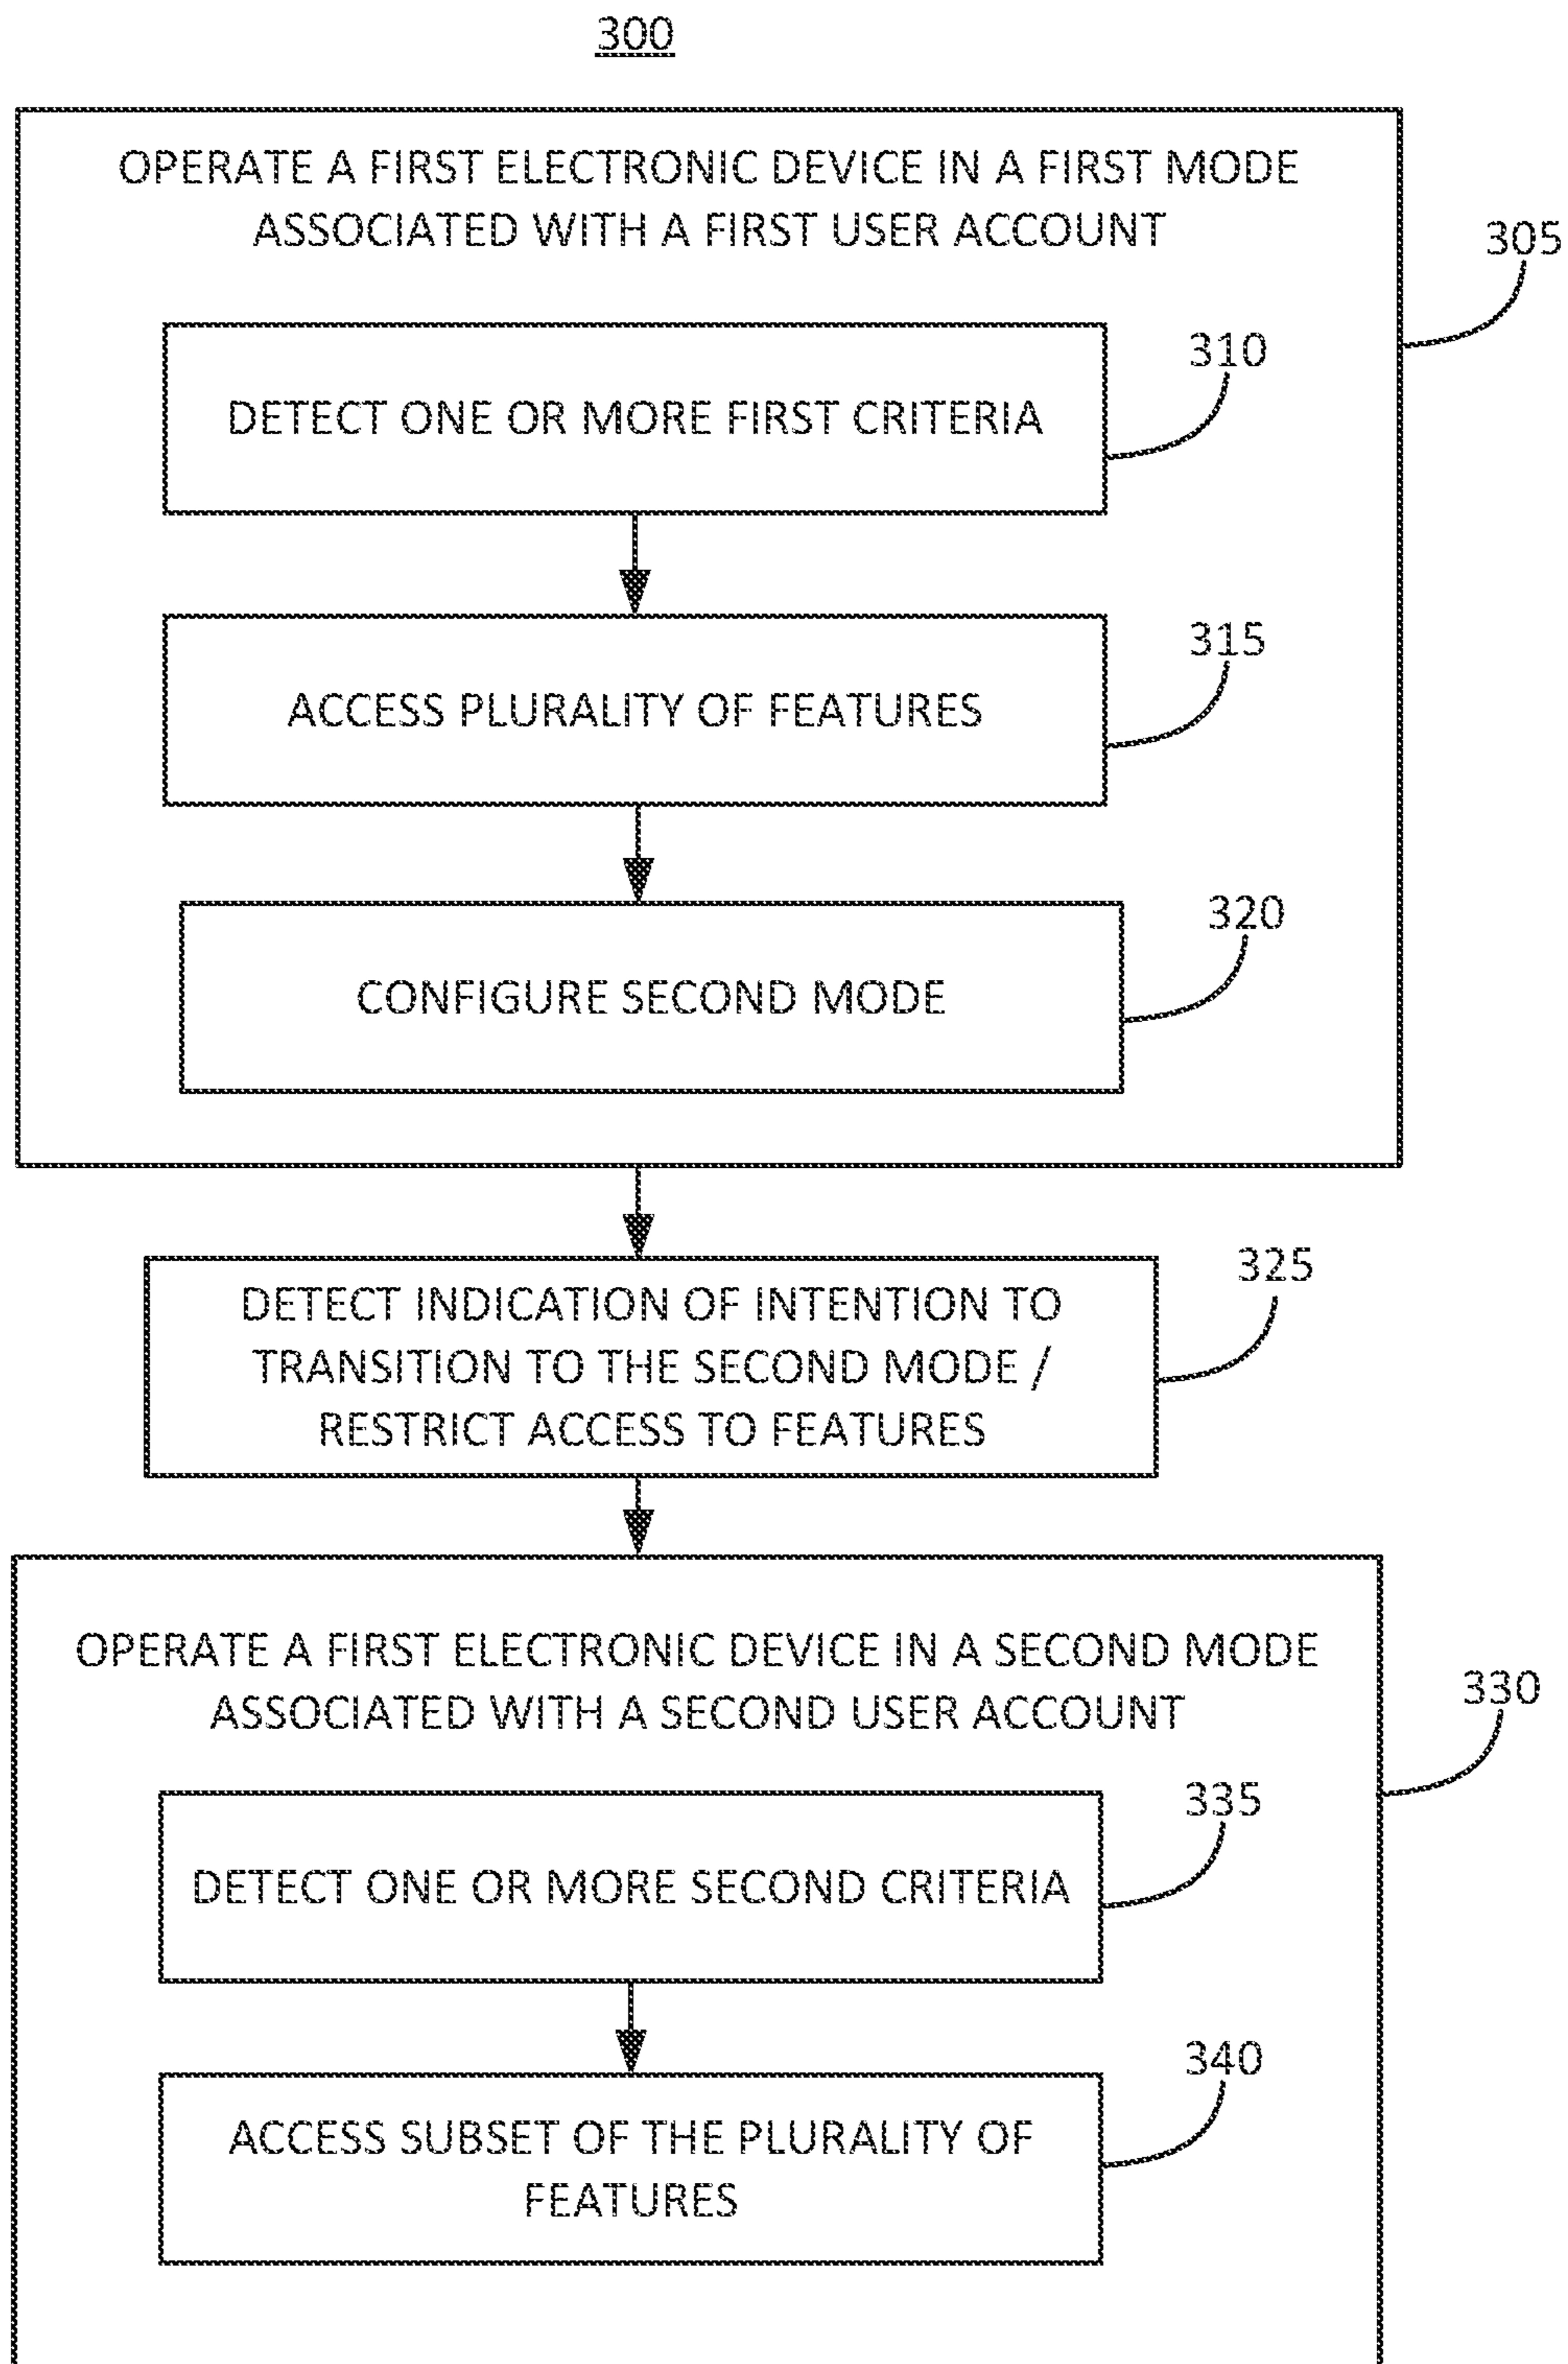 300
OPERATE A FIRST ELECTRONIC DEVICE IN A FIRST MODE
ASSOCIATED WITH A FIRST USER ACCOUNT
305
310
DETECT ONE OR MORE FIRST CRITERIA
315
ACCESS PLURALITY OF FEATURES
320
CONFIGURE SECOND MODE
325
DETECT INDICATION OF INTENTION TO
TRANSITION TO THE SECOND MODE /
RESTRICT ACCESS TO FEATURES
OPERATE A FIRST ELECTRONIC DEVICE IN A SECOND MODE
ASSOCIATED WITH A SECOND USER ACCOUNT
330
335
DETECT ONE OR MORE SECOND CRITERIA
340
ACCESS SUBSET OF THE PLURALITY OF
FEATURES